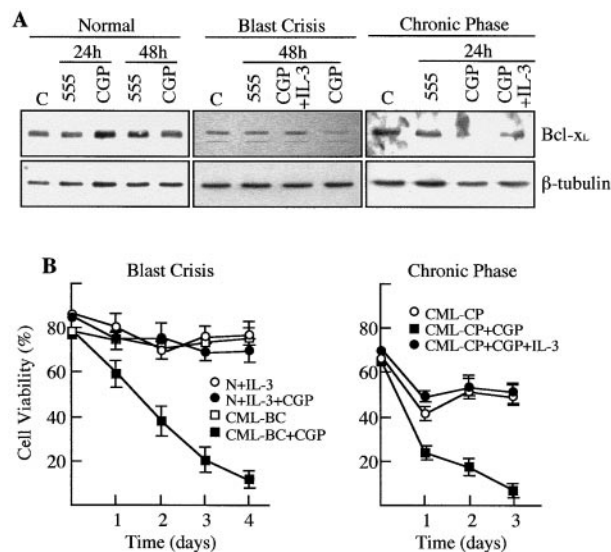 A
Normal
Blast Crisis
Chronic Phase
24h
48h
48h
24h
C
555
CGP
555
CGP
C
555
CGP
+IL-3
CGP
C
555
CGP
CGP
+IL-3
Bcl-xL
β-tubulin
B
Blast Crisis
Chronic Phase
Cell Viability (%)
80
60
40
20
N+IL-3
N+IL-3+CGP
CML-BC
CML-BC+CGP
1 2 3 4
Time (days)
80
60
40
20
CML-CP
CML-CP+CGP
CML-CP+CGP+IL-3
1 2 3
Time (days)